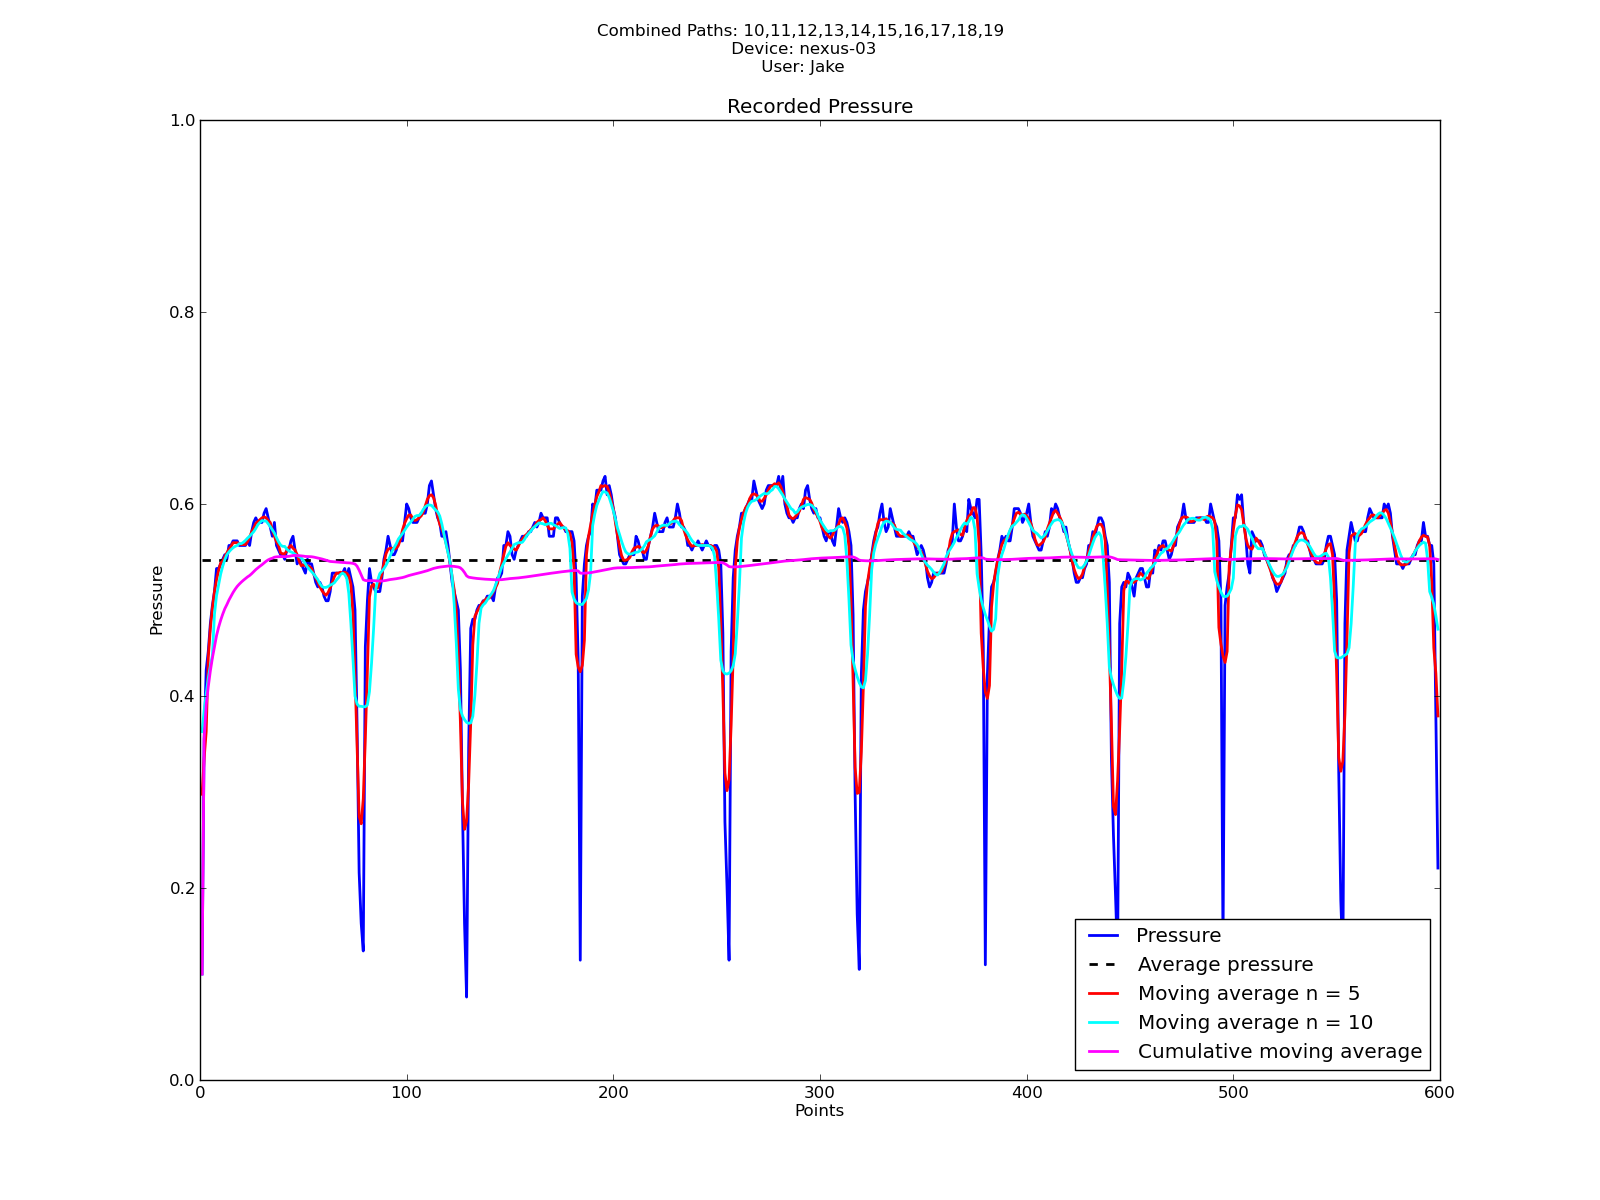 Combined Paths: 10,11,12,13,14,15,16,17,18,19
Device: nexus-03
User: Jake
Recorded Pressure
1.0
0.8
0.6
0.4
0.2
0.0
Pressure
0 100 200 300 400 500 600
Points
Pressure
Average pressure
Moving average n = 5
Moving average n = 10
Cumulative moving average